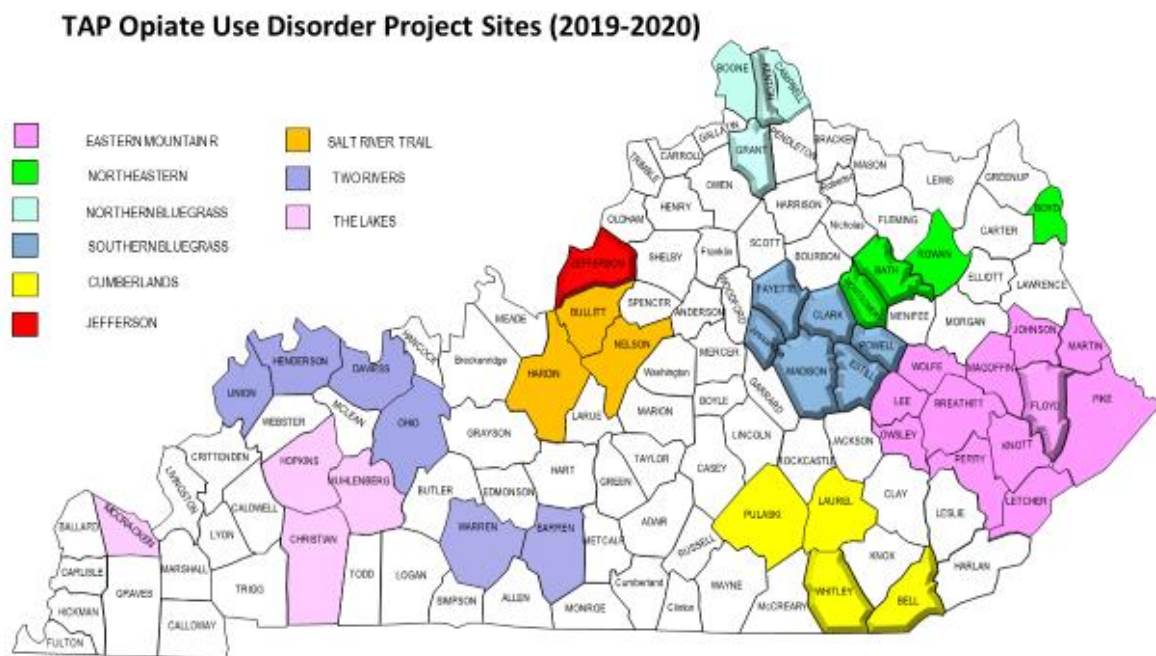 TAP Opiate Use Disorder Project Sites (2019-2020)
EASTERN MOUNTAIN R
NORTHEASTERN
NORTHERN BLUEGRASS
SOUTHERN BLUEGRASS
CUMBERLANDS
JEFFERSON
SALT RIVER TRAIL
TWO RIVERS
THE LAKES
BOONE
KENTON
CAMPBELL
GALLATIN
GRANT
PENDLETON
BRACKEN
MASON
CARROLL
TRIMBLE
OWEN
Robertson
LEWIS
GREENUP
BOYD
HENRY
HARRISON
Nicholas
FLEMING
CARTER
OLDHAM
SCOTT
ROWAN
ELLIOTT
LAWRENCE
JEFFERSON
SHELBY
Franklin
BOURBON
BATH
WOODFORD
FAYETTE
MONTGOMERY
MENIFEE
MORGAN
BULLITT
SPENCER
ANDERSON
CLARK
JOHNSON
MARTIN
MEADE
NELSON
MERCER
POWELL
WOLFE
MAGOFFIN
HANCOCK
Breckenridge
HARDIN
Washington
MADISON
ESTILL
LEE
BREATHITT
FLOYD
PIKE
HENDERSON
DAVIESS
BOYLE
GARRARD
UNION
WEBSTER
MCLEAN
OHIO
GRAYSON
LARUE
MARION
LINCOLN
JACKSON
OWSLEY
KNOTT
PERRY
CRITTENDEN
HOPKINS
MUHLENBERG
BUTLER
EDMONSON
HART
GREEN
TAYLOR
CASEY
ROCKCASTLE
CLAY
LETCHER
LIVINGSTON
CALDWELL
PULASKI
LAUREL
LESLIE
BALLARD
MCCRACKEN
LYON
CHRISTIAN
WARREN
BARREN
METCALF
ADAIR
RUSSELL
KNOX
HARLAN
CARLISLE
GRAVES
MARSHALL
TRIGG
TODD
LOGAN
SIMPSON
ALLEN
MONROE
Cumberland
Clinton
WAYNE
McCREARY
WHITLEY
BELL
HICKMAN
FULTON
CALLOWAY